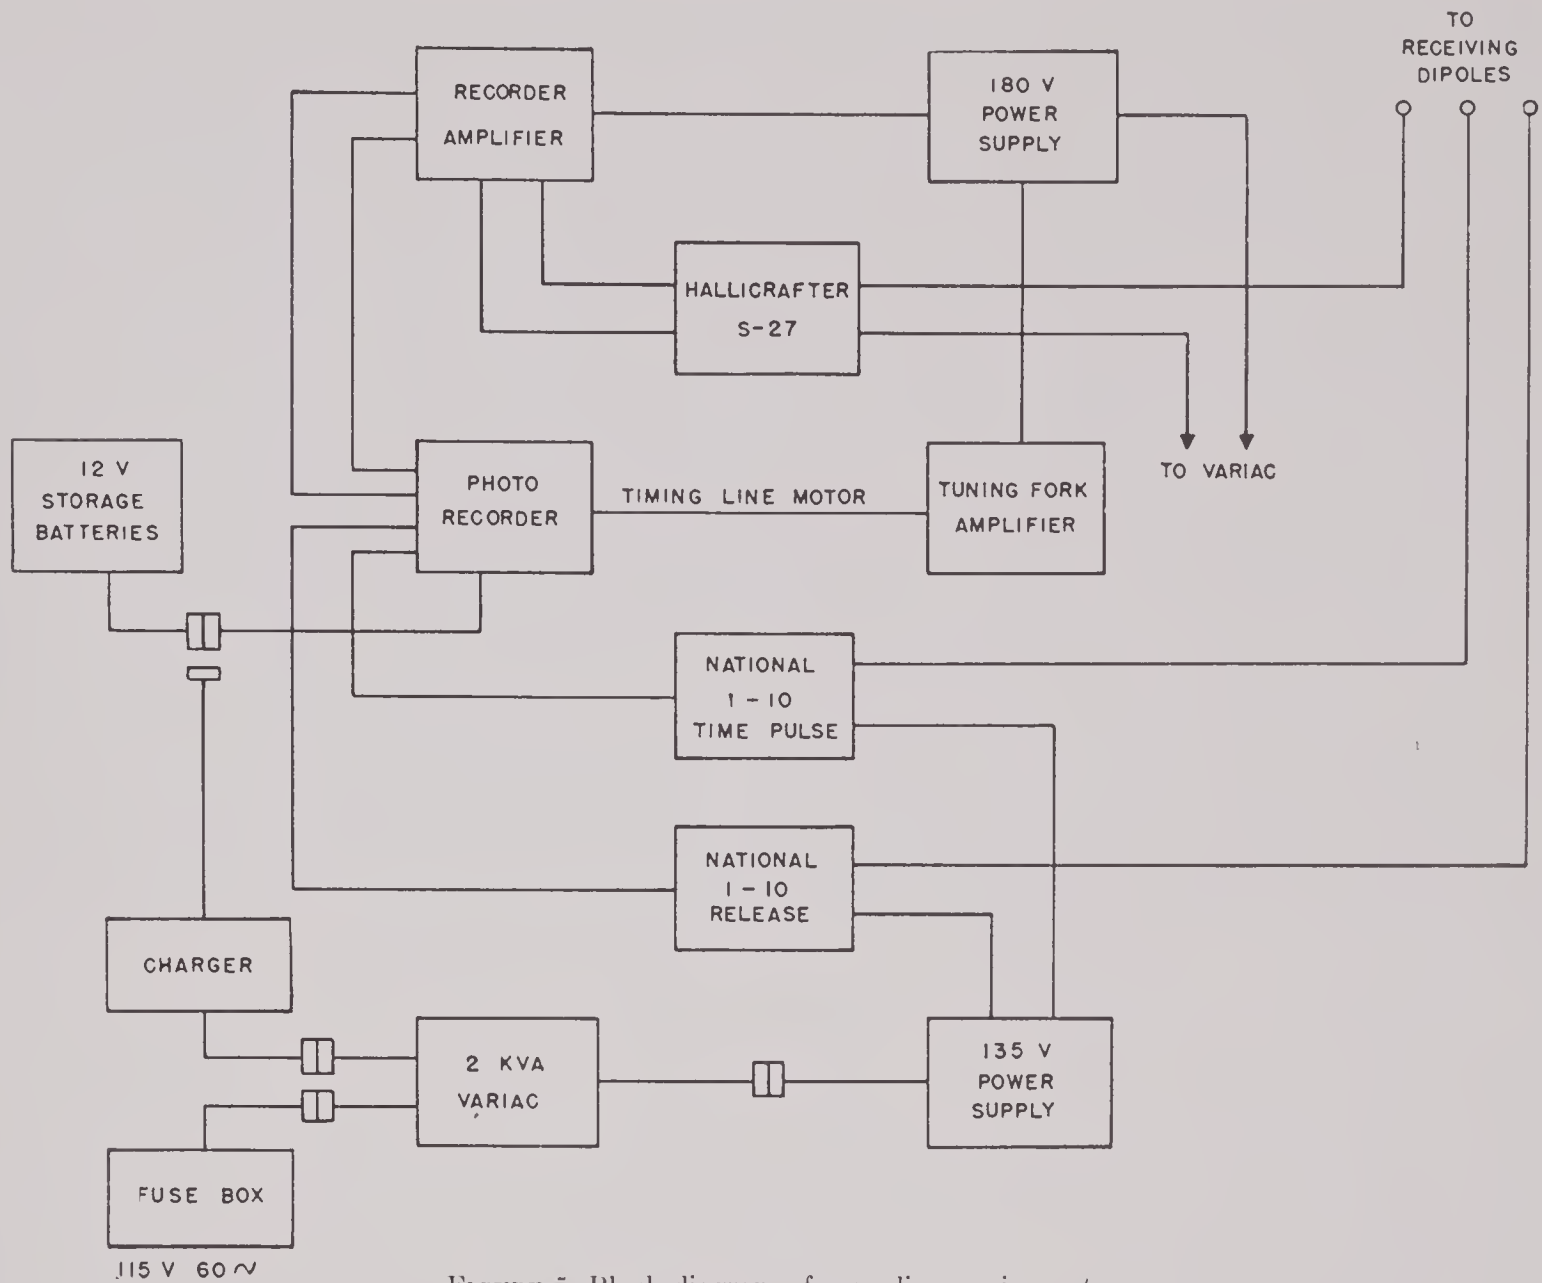 TO
RECEIVING
DIPOLES
RECORDER
AMPLIFIER
180 V
POWER
SUPPLY
HALLICRAFTER
S-27
12 V
STORAGE
BATTERIES
PHOTO
RECORDER
TIMING LINE MOTOR
TUNING FORK
AMPLIFIER
TO VARIAC
NATIONAL
1-10
TIME PULSE
NATIONAL
1-10
RELEASE
CHARGER
2 KVA
VARIAC
135 V
POWER
SUPPLY
FUSE BOX
115 V 60 ~